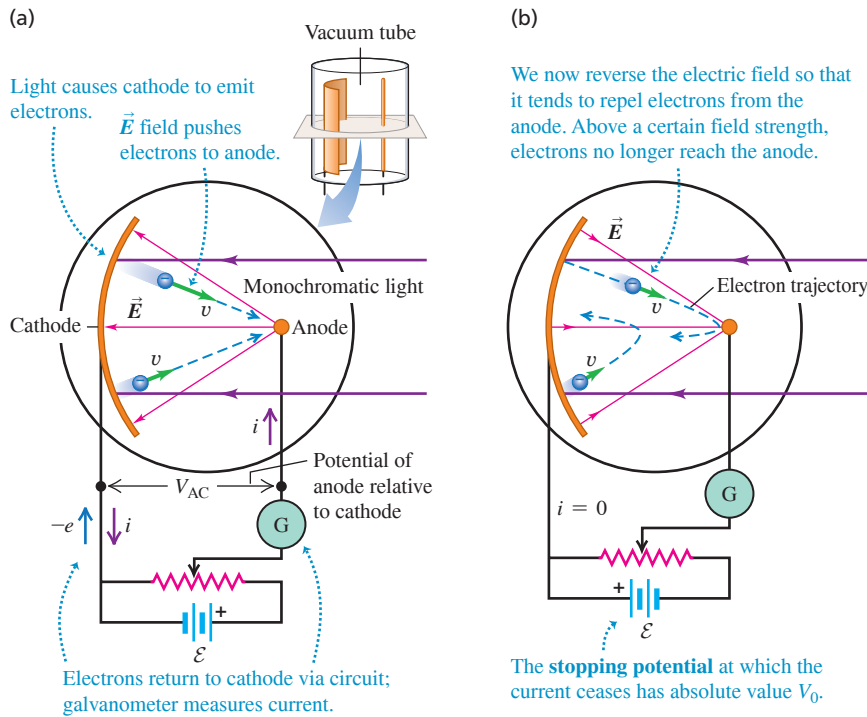 (a)
Vacuum tube
Light causes cathode to emit
electrons.
E⃗ field pushes
electrons to anode.
Monochromatic light
E⃗
v
Cathode
Anode
v
i
V_AC
Potential of
anode relative
to cathode
−e
i
G
+
ℰ
Electrons return to cathode via circuit;
galvanometer measures current.
(b)
We now reverse the electric field so that
it tends to repel electrons from the
anode. Above a certain field strength,
electrons no longer reach the anode.
E⃗
Electron trajectory
v
v
i = 0
G
+
ℰ
The stopping potential at which the
current ceases has absolute value V₀.